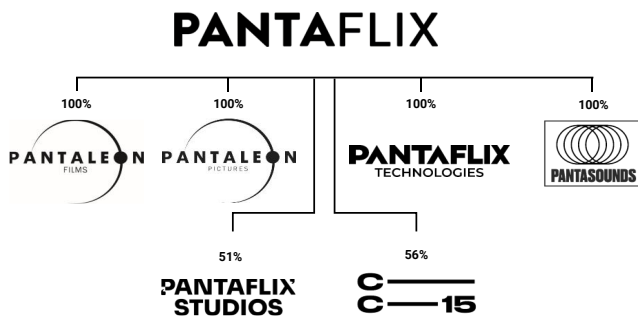 PANTAFLIX
100%
100%
100%
100%
PANTALEON
FILMS
PANTALEON
PICTURES
PANTAFLIX
TECHNOLOGIES
PANTASOUNDS
51%
56%
PANTAFLIX
STUDIOS
C
C 15